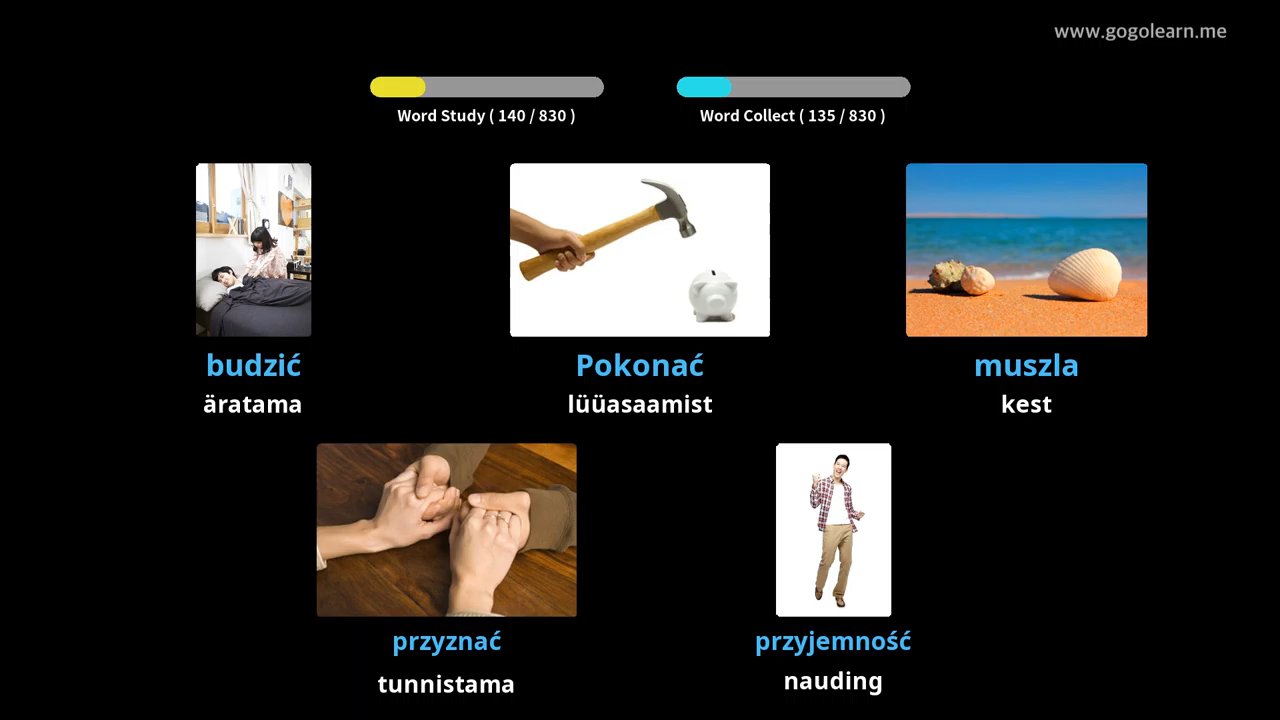 www.gogolearn.me
Word Study ( 140 / 830 )
Word Collect ( 135 / 830 )
budzić
äratama
Pokonać
lüüasaamist
muszla
kest
przyznać
tunnistama
przyjemność
nauding